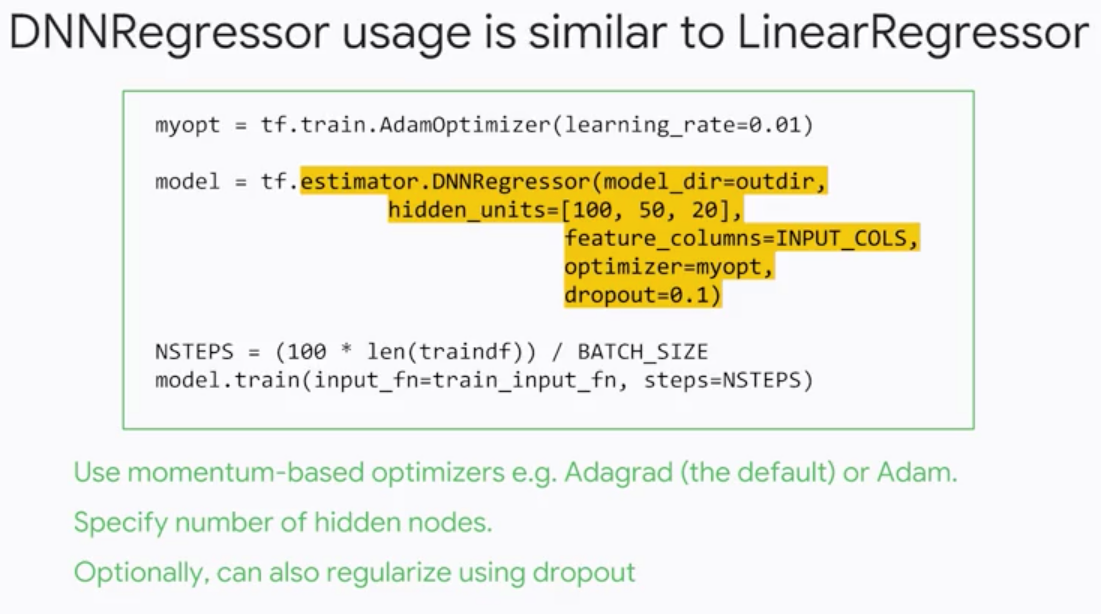 DNNRegressor usage is similar to LinearRegressor
myopt = tf.train.AdamOptimizer(learning_rate=0.01)
model = tf.estimator.DNNRegressor(model_dir=outdir,
hidden_units=[100, 50, 20],
feature_columns=INPUT_COLS,
optimizer=myopt,
dropout=0.1)
NSTEPS = (100 * len(traindf)) / BATCH_SIZE
model.train(input_fn=train_input_fn, steps=NSTEPS)
Use momentum-based optimizers e.g. Adagrad (the default) or Adam.
Specify number of hidden nodes.
Optionally, can also regularize using dropout